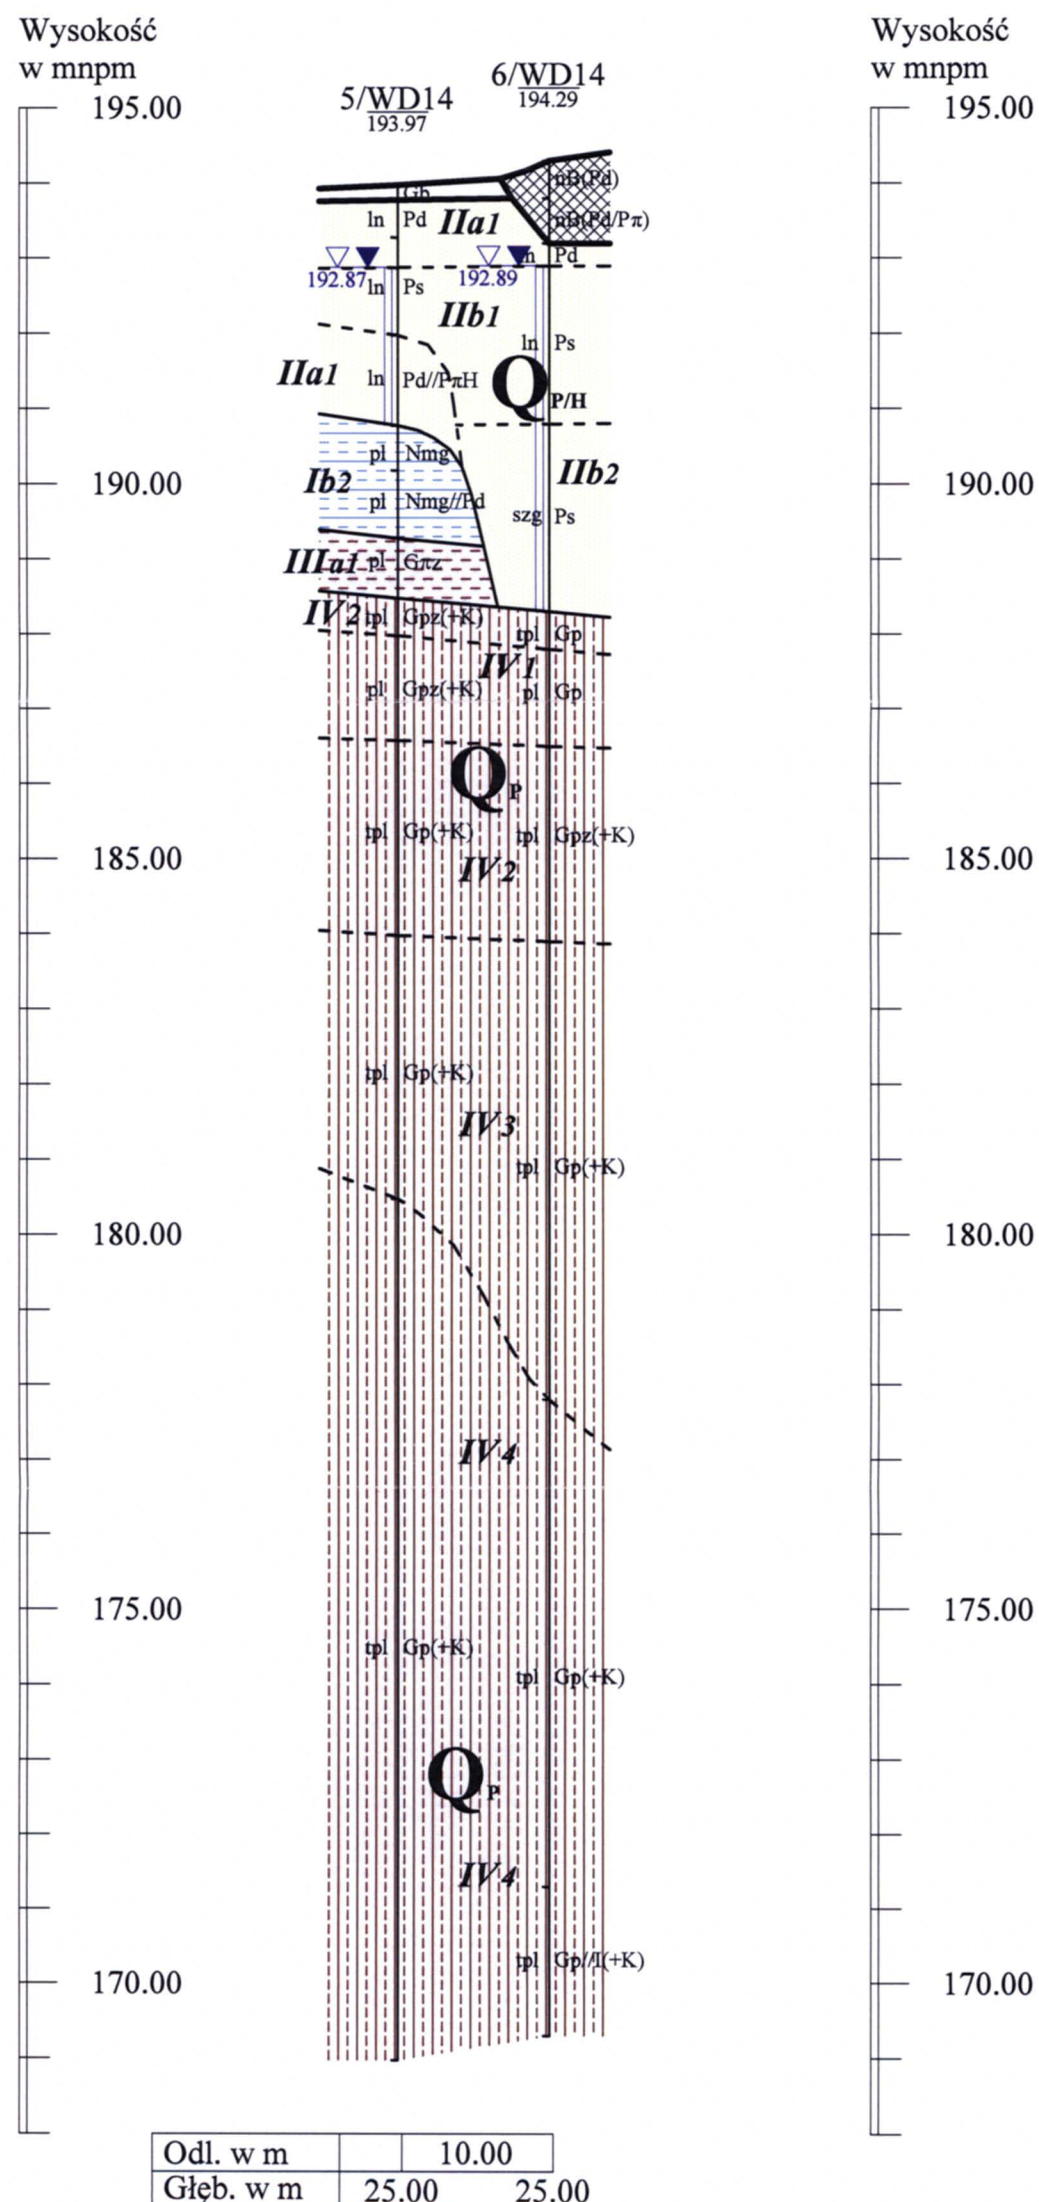 Wysokość
w mnpm
Wysokość
w mnpm
5/WD14
193.97
6/WD14
194.29
195.00
195.00
Gb
nB(Pd)
ln Pd
IIa1
nB(Pd/Pπ)
Pd
192.87
192.89
ln Ps
IIb1
ln Ps
IIa1
ln Pd//PπH
Q P/H
pl Nmg
Ib2
IIb2
190.00
190.00
pl Nmg//Pd
szg Ps
IIIa1
pl Gπz
IV2
tpl Gpz(+K)
tpl Gp
IV1
pl Gpz(+K)
pl Gp
Q P
tpl Gp(+K)
tpl Gpz(+K)
185.00
185.00
IV2
tpl Gp(+K)
IV3
tpl Gp(+K)
180.00
180.00
IV4
175.00
175.00
tpl Gp(+K)
tpl Gp(+K)
Q P
IV4
tpl Gp//I(+K)
170.00
170.00
Odl. w m 10.00
Głęb. w m 25.00 25.00